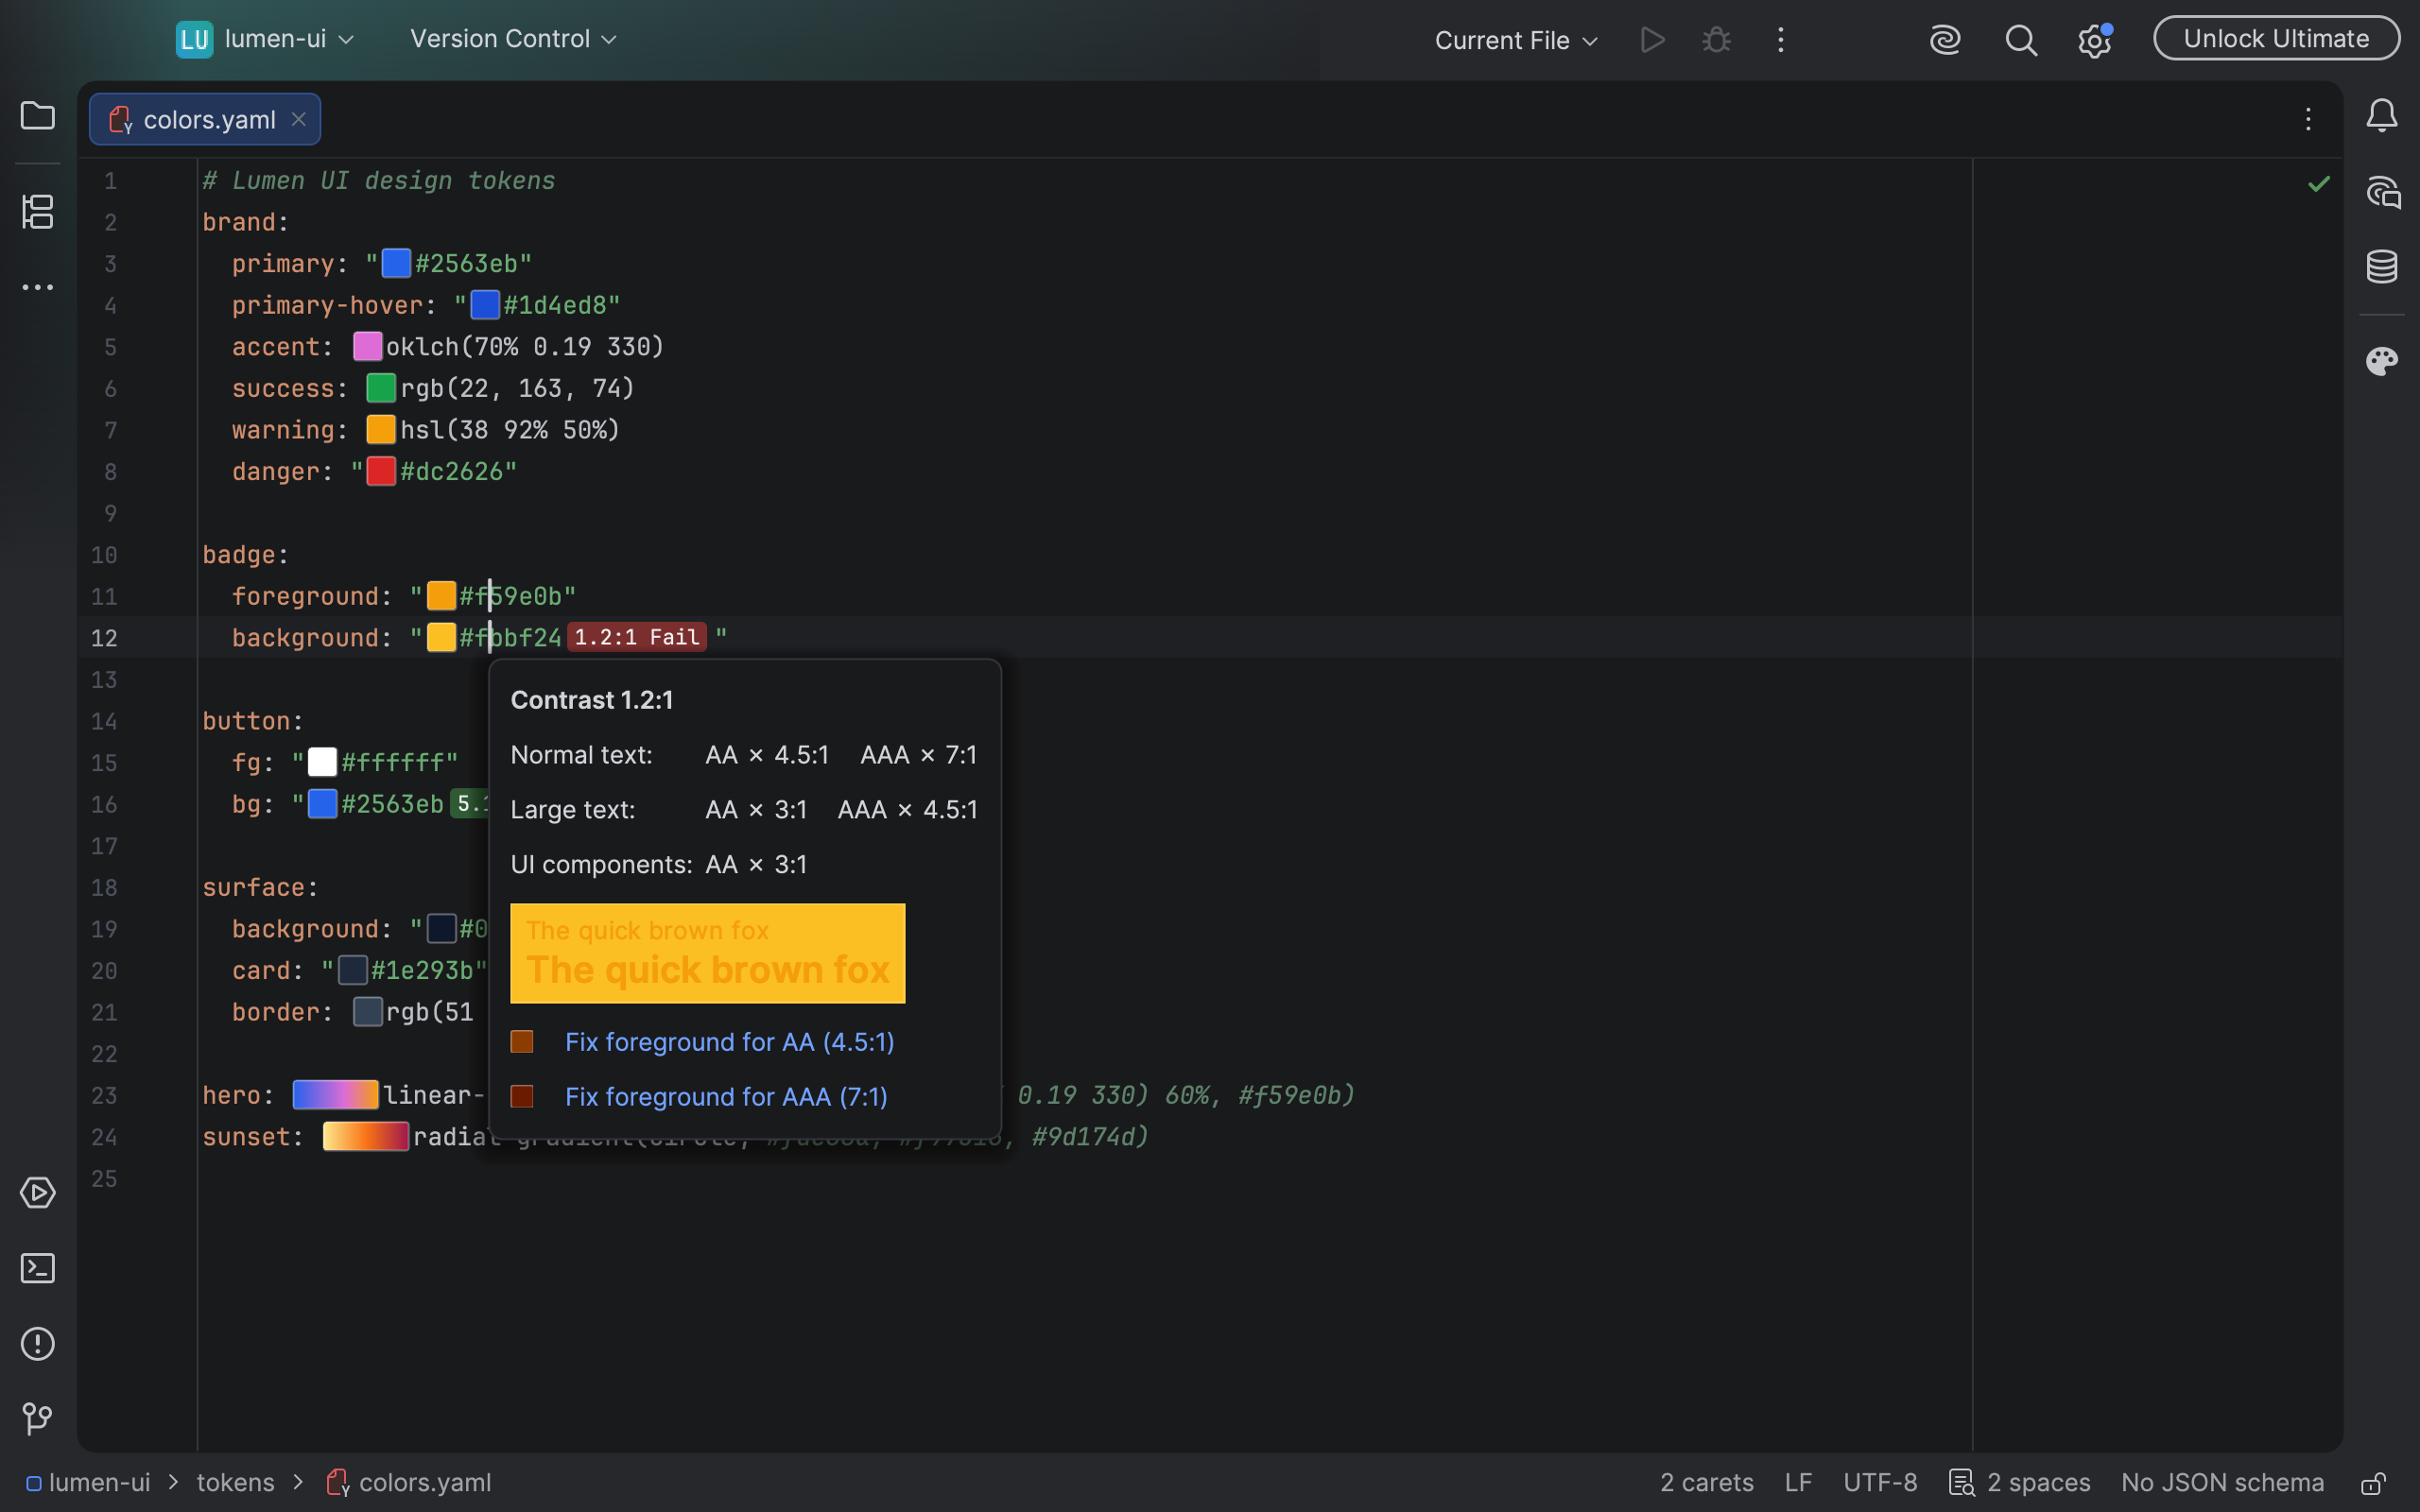 LU lumen-ui Version Control Current File Unlock Ultimate
colors.yaml
1 # Lumen UI design tokens
2 brand:
3 primary: "#2563eb"
4 primary-hover: "#1d4ed8"
5 accent: oklch(70% 0.19 330)
6 success: rgb(22, 163, 74)
7 warning: hsl(38 92% 50%)
8 danger: "#dc2626"
9
10 badge:
11 foreground: "#f59e0b"
12 background: "#fbbf24 1.2:1 Fail "
13
14 button:
15 fg: "#ffffff"
16 bg: "#2563eb 5.1
17
18 surface:
19 background: "#0
20 card: "#1e293b"
21 border: rgb(51
22
23 hero: linear- 0.19 330) 60%, #f59e0b)
24 sunset: radial-gradient(circle, #9d174d)
25
Contrast 1.2:1
Normal text: AA × 4.5:1 AAA × 7:1
Large text: AA × 3:1 AAA × 4.5:1
UI components: AA × 3:1
The quick brown fox
The quick brown fox
Fix foreground for AA (4.5:1)
Fix foreground for AAA (7:1)
lumen-ui > tokens > colors.yaml 2 carets LF UTF-8 2 spaces No JSON schema